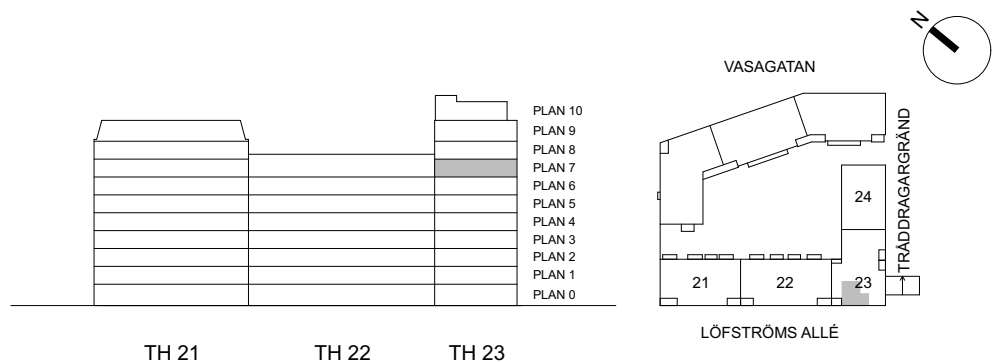 PLAN 10
PLAN 9
PLAN 8
PLAN 7
PLAN 6
PLAN 5
PLAN 4
PLAN 3
PLAN 2
PLAN 1
PLAN 0
TH 21
TH 22
TH 23
N
VASAGATAN
TRÅDDRAGARGRÄND
24
21
22
23
LÖFSTRÖMS ALLÉ